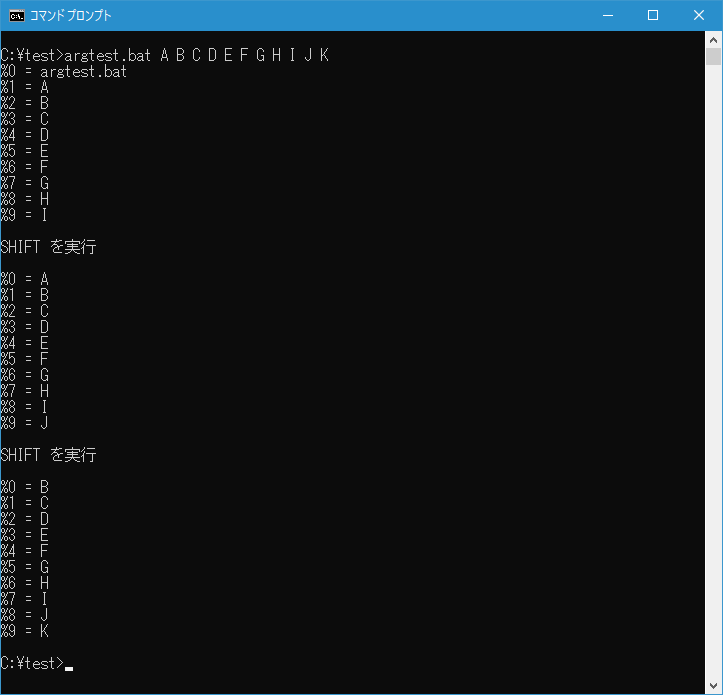 コマンドプロンプト
C:¥test>argtest.bat A B C D E F G H I J K
%0 = argtest.bat
%1 = A
%2 = B
%3 = C
%4 = D
%5 = E
%6 = F
%7 = G
%8 = H
%9 = I
SHIFT を実行
%0 = A
%1 = B
%2 = C
%3 = D
%4 = E
%5 = F
%6 = G
%7 = H
%8 = I
%9 = J
SHIFT を実行
%0 = B
%1 = C
%2 = D
%3 = E
%4 = F
%5 = G
%6 = H
%7 = I
%8 = J
%9 = K
C:¥test>